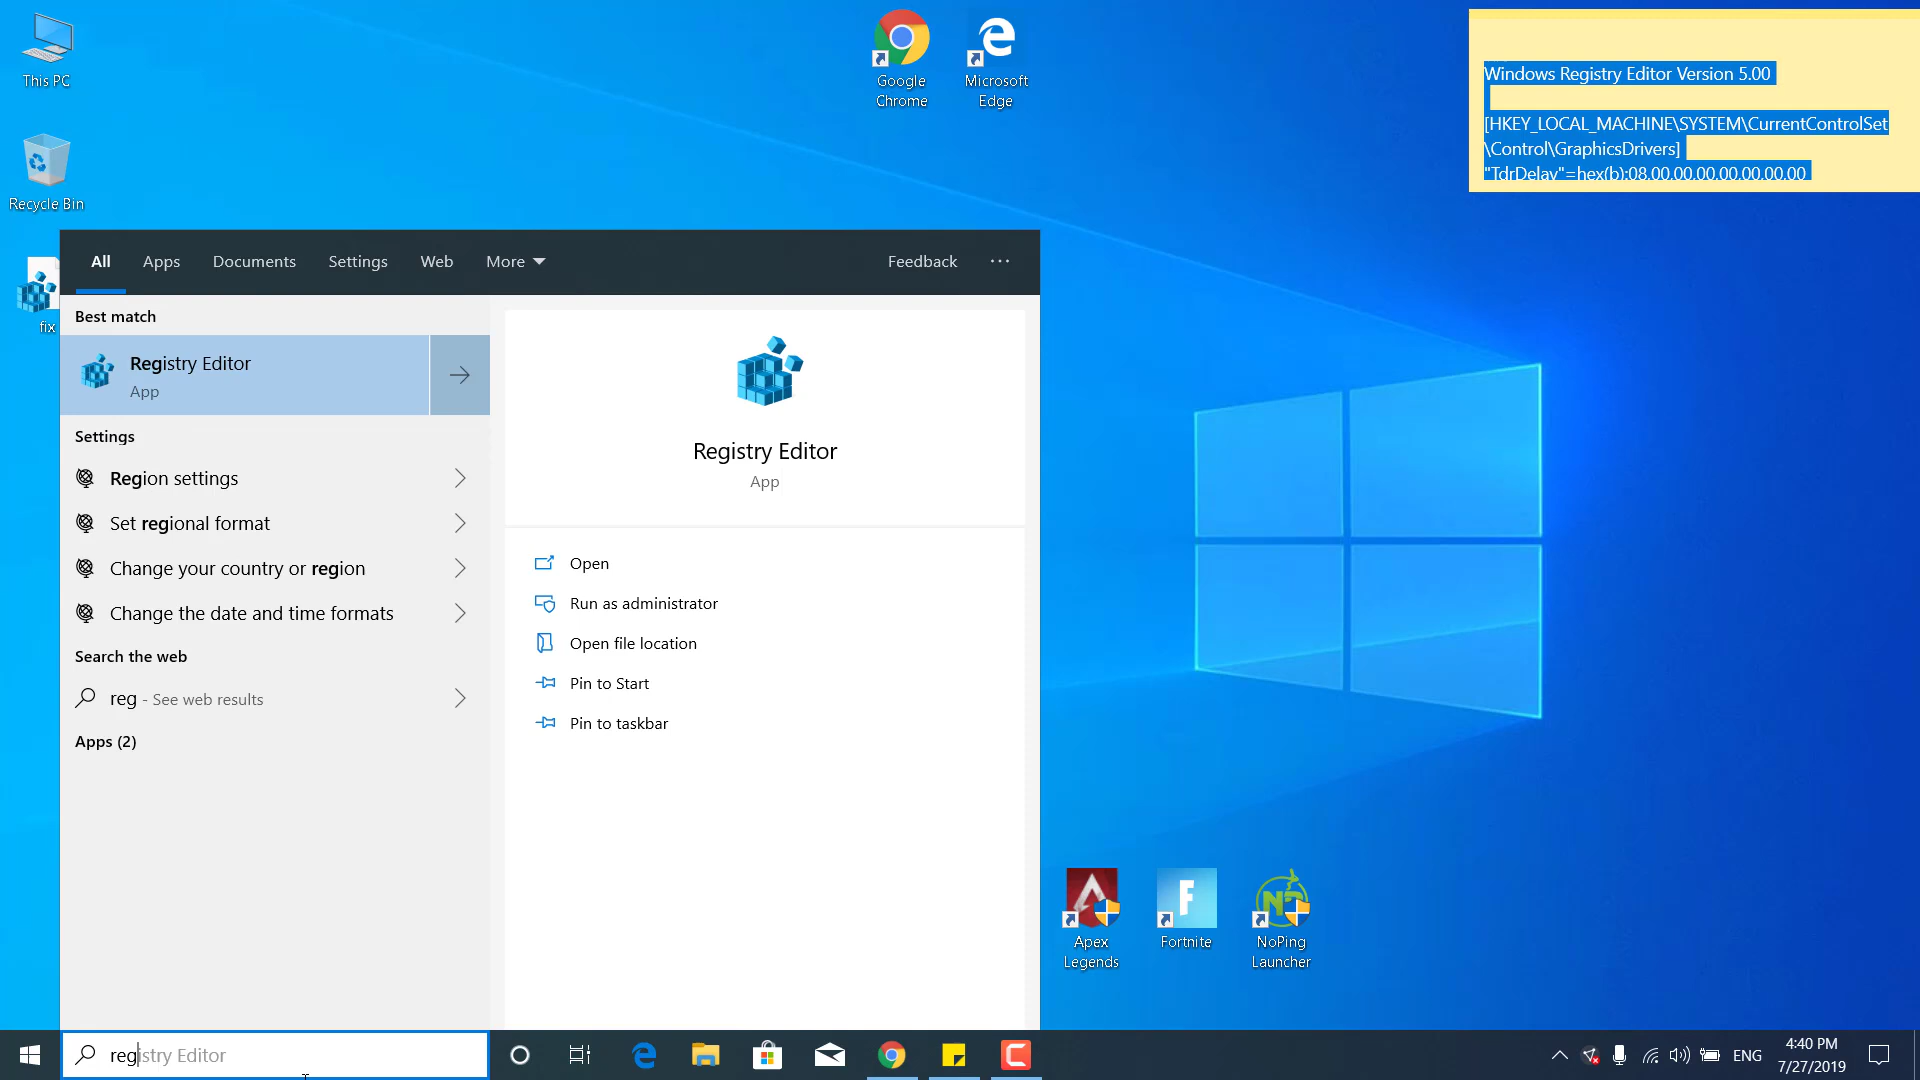 This PC
Recycle Bin
fix
Google
Chrome
Microsoft
Edge
Windows Registry Editor Version 5.00
[HKEY_LOCAL_MACHINE\SYSTEM\CurrentControlSet
\Control\GraphicsDrivers]
"TdrDelay"=hex(b):08,00,00,00,00,00,00,00
All
Apps
Documents
Settings
Web
More
Feedback
Best match
Registry Editor
App
Settings
Region settings
Set regional format
Change your country or region
Change the date and time formats
Search the web
reg - See web results
Apps (2)
Registry Editor
App
Open
Run as administrator
Open file location
Pin to Start
Pin to taskbar
Apex
Legends
Fortnite
NoPing
Launcher
registry Editor
ENG
4:40 PM
7/27/2019